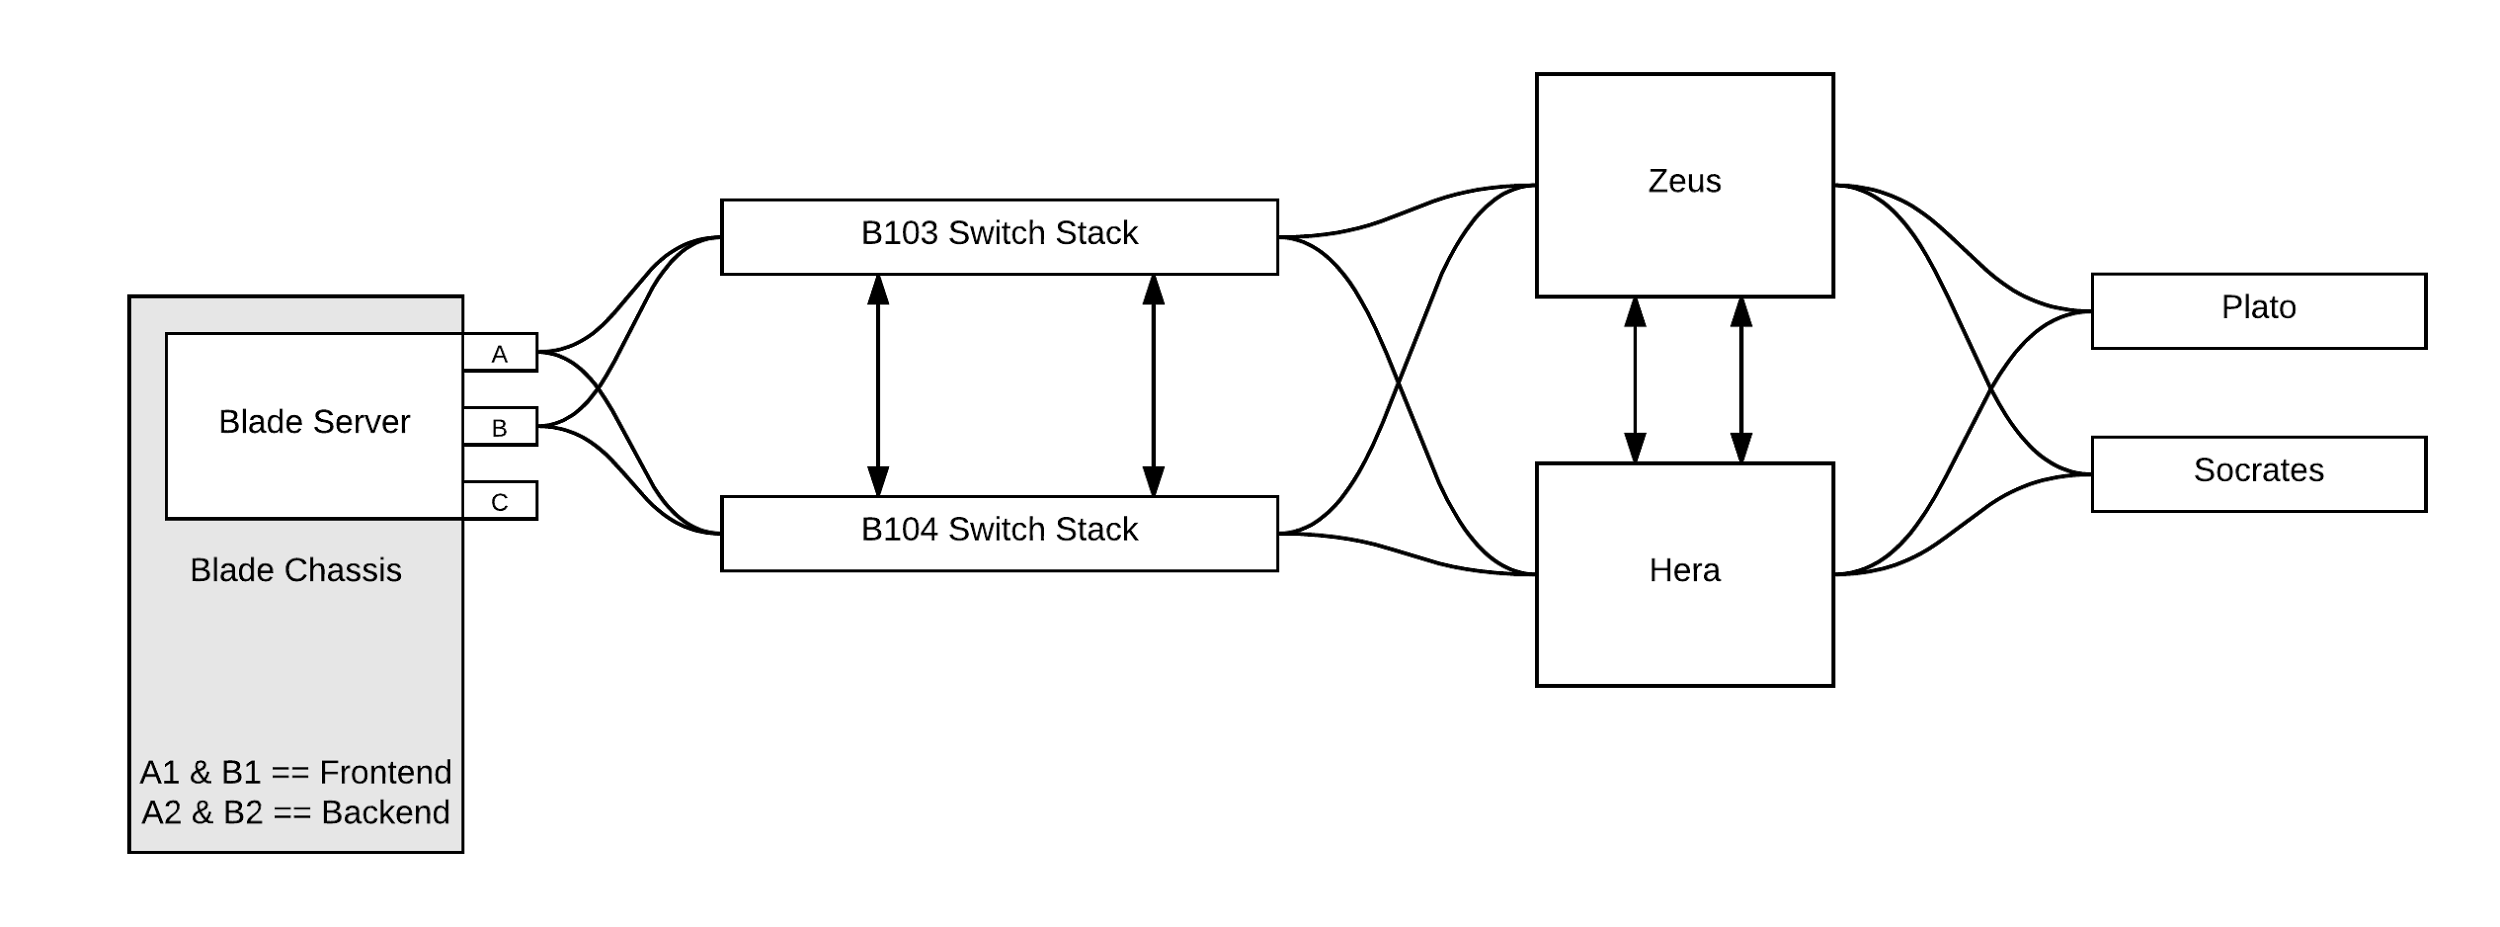 Zeus
B103 Switch Stack
Plato
A
Blade Server
B
Socrates
C
B104 Switch Stack
Blade Chassis
Hera
A1 & B1 == Frontend
A2 & B2 == Backend